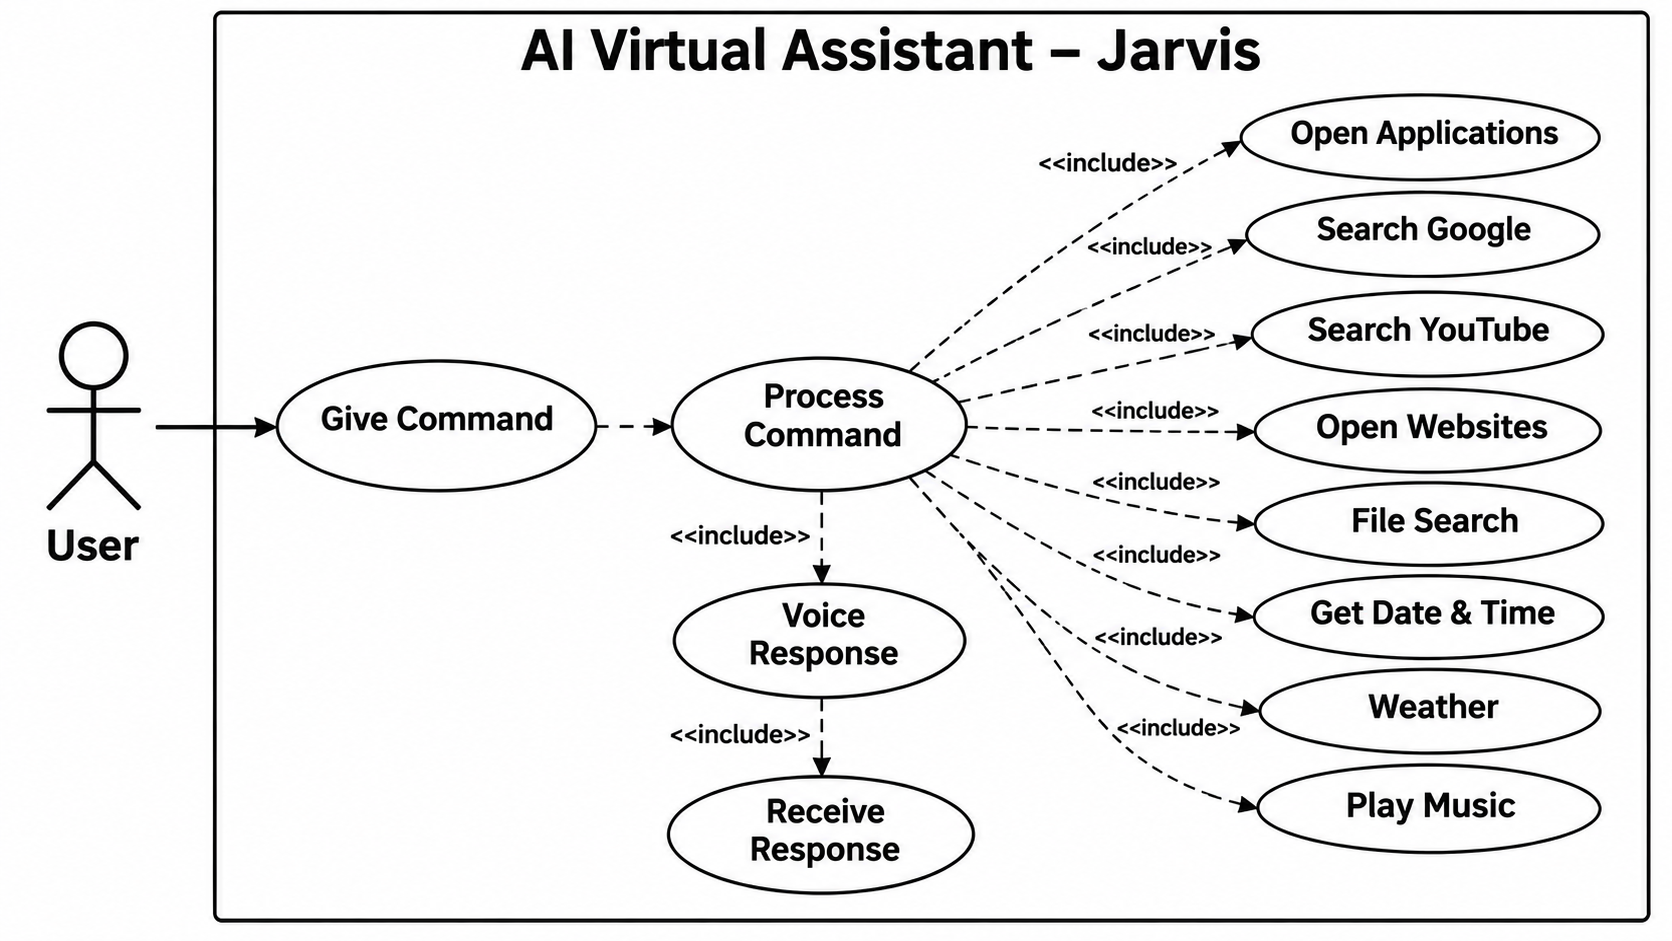 AI Virtual Assistant – Jarvis
<<include>>
Open Applications
<<include>>
Search Google
<<include>>
Search YouTube
<<include>>
Open Websites
<<include>>
File Search
<<include>>
Get Date & Time
<<include>>
Weather
<<include>>
Play Music
User
Give Command
Process
Command
<<include>>
Voice
Response
<<include>>
Receive
Response